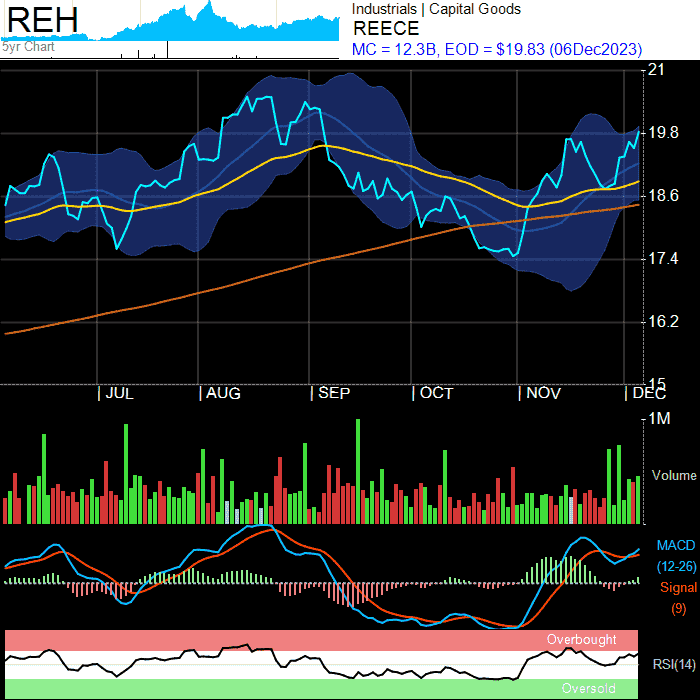 REH
5yr Chart
Industrials | Capital Goods
REECE
MC = 12.3B, EOD = $19.83 (06Dec2023)
21
19.8
18.6
17.4
16.2
15
| JUL | AUG | SEP | OCT | NOV | DEC
1M
Volume
MACD
(12-26)
Signal
(9)
Overbought
RSI(14)
Oversold